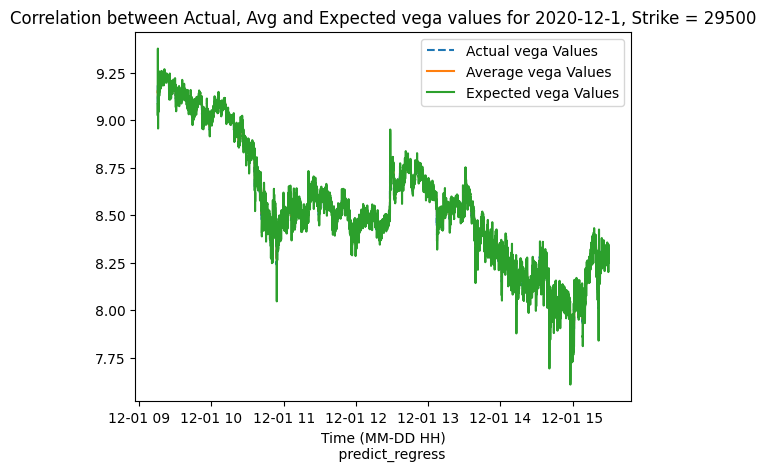 Correlation between Actual, Avg and Expected vega values for 2020-12-1, Strike = 29500
Actual vega Values
Average vega Values
Expected vega Values
9.25
9.00
8.75
8.50
8.25
8.00
7.75
12-01 09 12-01 10 12-01 11 12-01 12 12-01 13 12-01 14 12-01 15
Time (MM-DD HH)
predict_regress